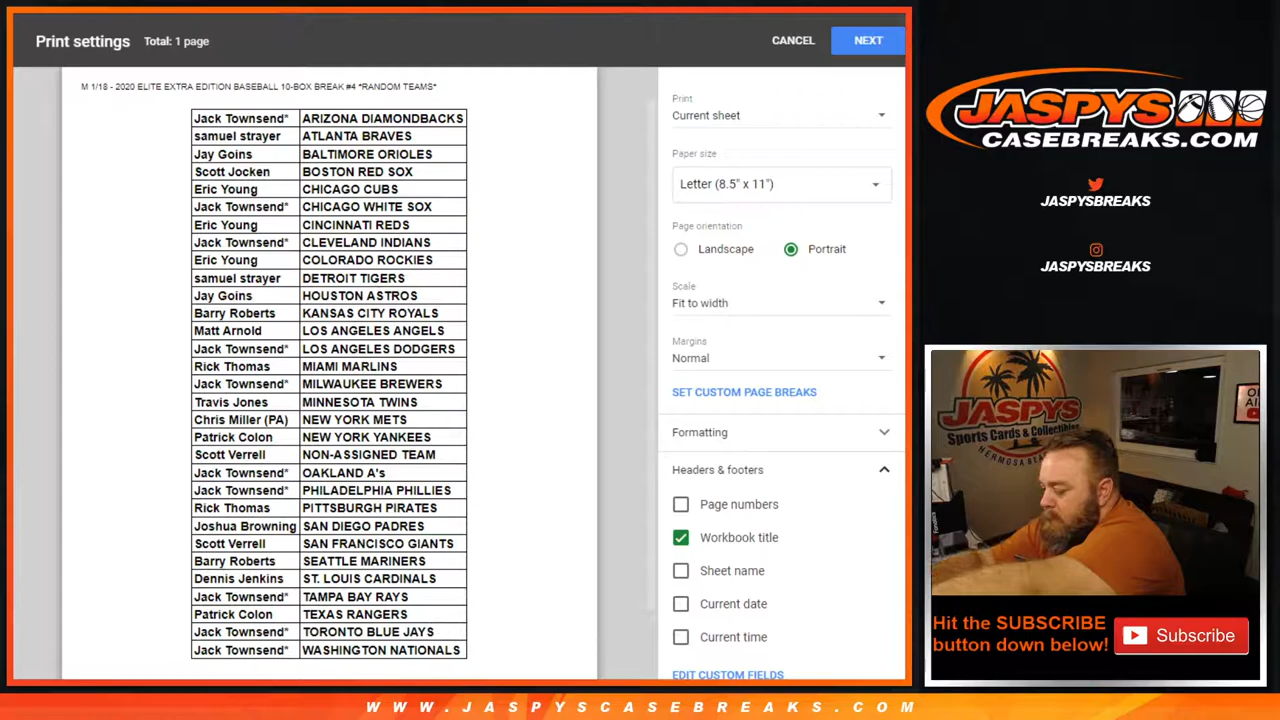 Print settings Total: 1 page CANCEL NEXT
M 1/18 - 2020 ELITE EXTRA EDITION BASEBALL 10-BOX BREAK #4 *RANDOM TEAMS*
Jack Townsend* ARIZONA DIAMONDBACKS
samuel strayer ATLANTA BRAVES
Jay Goins BALTIMORE ORIOLES
Scott Jocken BOSTON RED SOX
Eric Young CHICAGO CUBS
Jack Townsend* CHICAGO WHITE SOX
Eric Young CINCINNATI REDS
Jack Townsend* CLEVELAND INDIANS
Eric Young COLORADO ROCKIES
samuel strayer DETROIT TIGERS
Jay Goins HOUSTON ASTROS
Barry Roberts KANSAS CITY ROYALS
Matt Arnold LOS ANGELES ANGELS
Jack Townsend* LOS ANGELES DODGERS
Rick Thomas MIAMI MARLINS
Jack Townsend* MILWAUKEE BREWERS
Travis Jones MINNESOTA TWINS
Chris Miller (PA) NEW YORK METS
Patrick Colon NEW YORK YANKEES
Scott Verrell NON-ASSIGNED TEAM
Jack Townsend* OAKLAND A's
Jack Townsend* PHILADELPHIA PHILLIES
Rick Thomas PITTSBURGH PIRATES
Joshua Browning SAN DIEGO PADRES
Scott Verrell SAN FRANCISCO GIANTS
Barry Roberts SEATTLE MARINERS
Dennis Jenkins ST. LOUIS CARDINALS
Jack Townsend* TAMPA BAY RAYS
Patrick Colon TEXAS RANGERS
Jack Townsend* TORONTO BLUE JAYS
Jack Townsend* WASHINGTON NATIONALS
Print
Current sheet
Paper size
Letter (8.5" x 11")
Page orientation
Landscape Portrait
Scale
Fit to width
Margins
Normal
SET CUSTOM PAGE BREAKS
Formatting
Headers & footers
Page numbers
Workbook title
Sheet name
Current date
Current time
EDIT CUSTOM FIELDS
JASPYS
CASEBREAKS.COM
JASPYSBREAKS
JASPYSBREAKS
JASPYS
Sports Cards & Collectibles
HERMOSA BEA
Hit the SUBSCRIBE
button down below!
Subscribe
WWW.JASPYSCASEBREAKS.COM